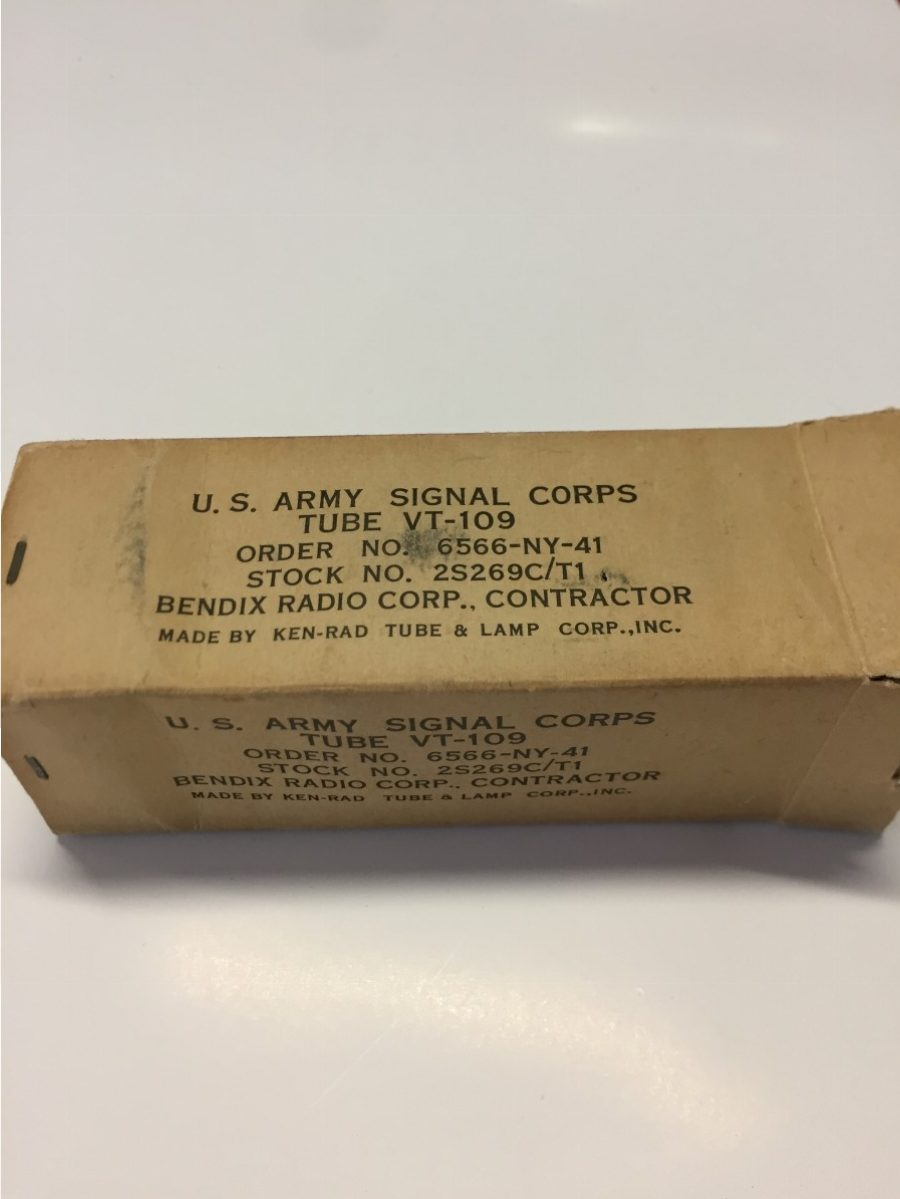 U. S. ARMY SIGNAL CORPS
TUBE VT-109
ORDER NO. 6566-NY-41
STOCK NO. 2S269C/T1
BENDIX RADIO CORP., CONTRACTOR
MADE BY KEN-RAD TUBE & LAMP CORP.,INC.
U. S. ARMY SIGNAL CORPS
TUBE VT-109
ORDER NO. 6566-NY-41
STOCK NO. 2S269C/T1
BENDIX RADIO CORP., CONTRACTOR
MADE BY KEN-RAD TUBE & LAMP CORP.,INC.